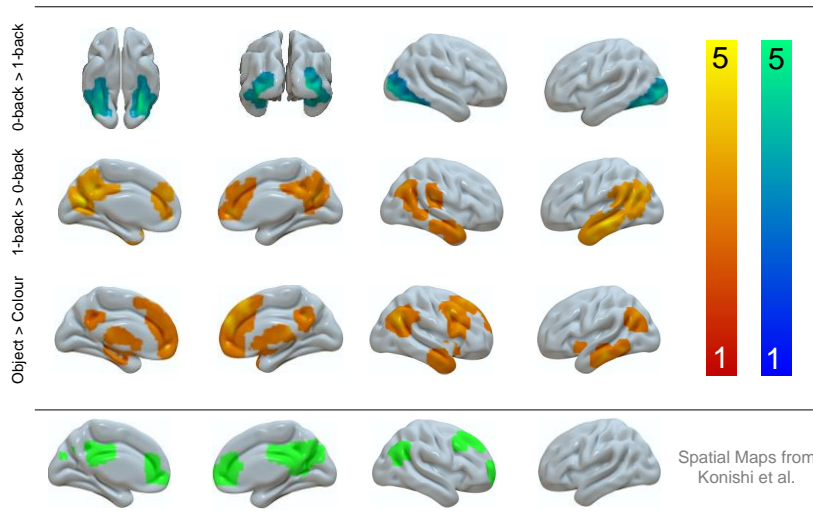 0-back > 1-back
1-back > 0-back
Object > Colour
5
5
1
1
Spatial Maps from
Konishi et al.